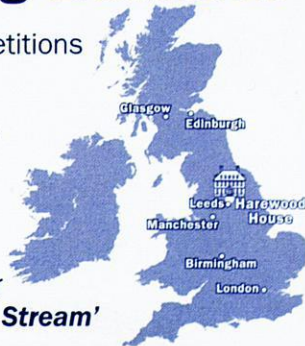 etitions
Glasgow
Edinburgh
Leeds Harewood
House
Manchester
Birmingham
London
Stream'